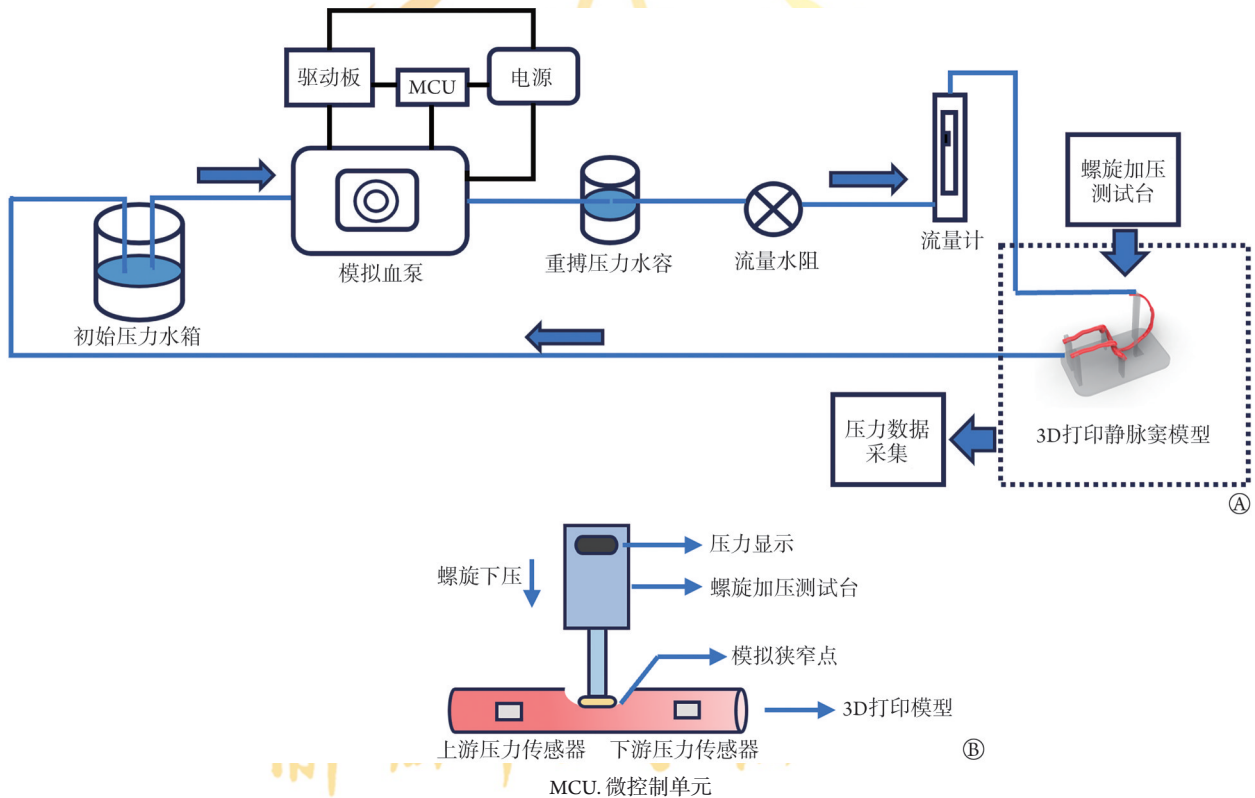 驱动板
MCU
电源
模拟血泵
重搏压力水容
流量水阻
流量计
螺旋加压
测试台
初始压力水箱
3D打印静脉窦模型
压力数据
采集
Ⓐ
压力显示
螺旋下压
螺旋加压测试台
模拟狭窄点
3D打印模型
上游压力传感器
下游压力传感器
Ⓑ
MCU. 微控制单元